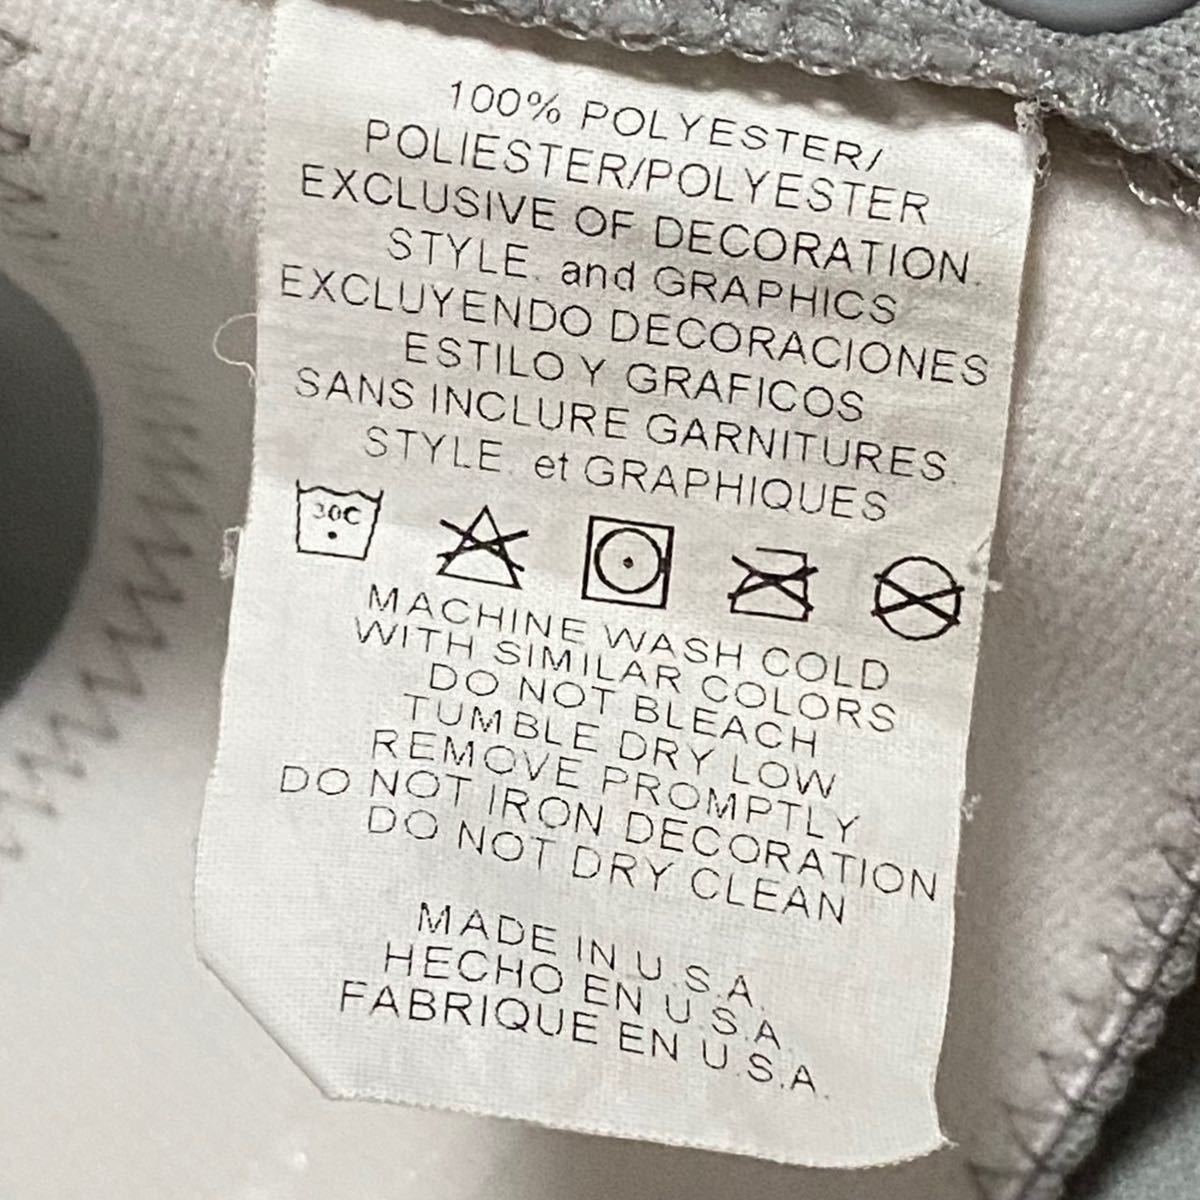 100% POLYESTER/
POLIESTER/POLYESTER
EXCLUSIVE OF DECORATION.
STYLE. and GRAPHICS
EXCLUYENDO DECORACIONES
ESTILO Y GRAFICOS
SANS INCLURE GARNITURES.
STYLE. et GRAPHIQUES
30C
MACHINE WASH COLD
WITH SIMILAR COLORS
DO NOT BLEACH
TUMBLE DRY LOW
REMOVE PROMPTLY
DO NOT IRON DECORATION
DO NOT DRY CLEAN
MADE IN U.S.A.
HECHO EN U.S.A.
FABRIQUE EN U.S.A.